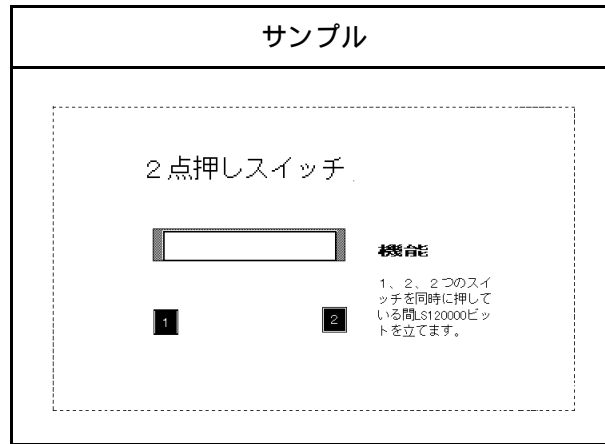 サンプル
２点押しスイッチ
機能
１、２、２つのスイ
ッチを同時に押して
いる間LS120000ビッ
トを立てます。
1
2